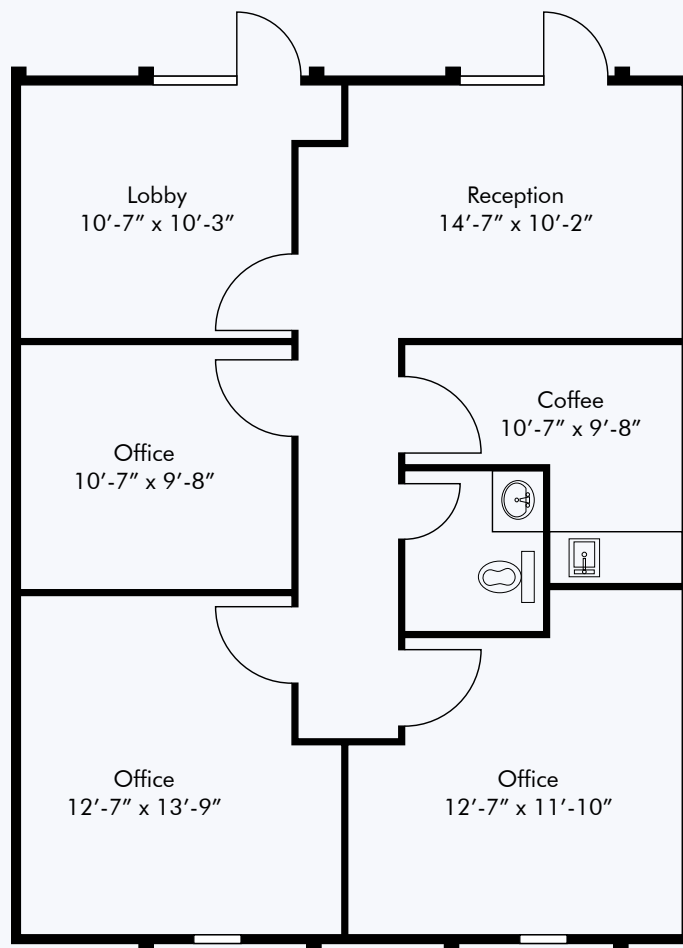 Lobby
10′-7″ x 10′-3″
Reception
14′-7″ x 10′-2″
Coffee
10′-7″ x 9′-8″
Office
10′-7″ x 9′-8″
Office
12′-7″ x 13′-9″
Office
12′-7″ x 11′-10″